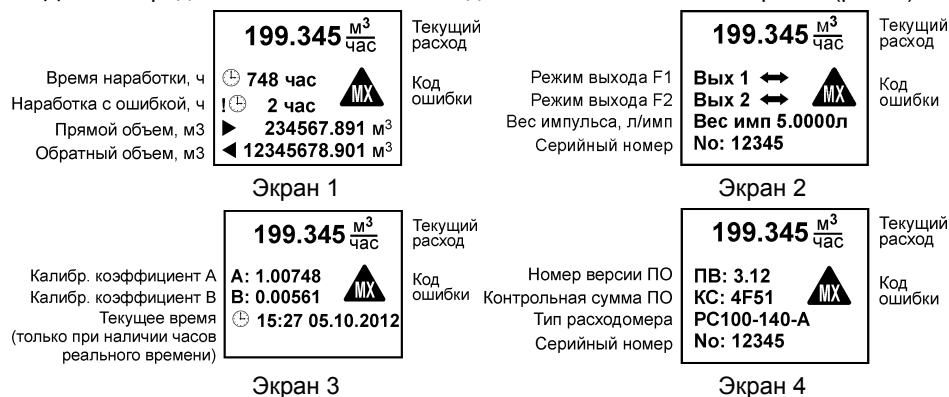 199.345 м³/час
Текущий расход
Время наработки, ч
748 час
MX
Код ошибки
Наработка с ошибкой, ч
! 2 час
Прямой объем, м3
▶ 234567.891 м³
Обратный объем, м3
◀ 12345678.901 м³
Экран 1
199.345 м³/час
Текущий расход
Режим выхода F1
Вых 1 ↔
MX
Код ошибки
Режим выхода F2
Вых 2 ↔
Вес импульса, л/имп
Вес имп 5.0000л
Серийный номер
No: 12345
Экран 2
199.345 м³/час
Текущий расход
Калибр. коэффициент А
A: 1.00748
MX
Код ошибки
Калибр. коэффициент В
B: 0.00561
Текущее время
(только при наличии часов
реального времени)
15:27 05.10.2012
Экран 3
199.345 м³/час
Текущий расход
Номер версии ПО
ПВ: 3.12
MX
Код ошибки
Контрольная сумма ПО
КС: 4F51
Тип расходомера
РС100-140-А
Серийный номер
No: 12345
Экран 4